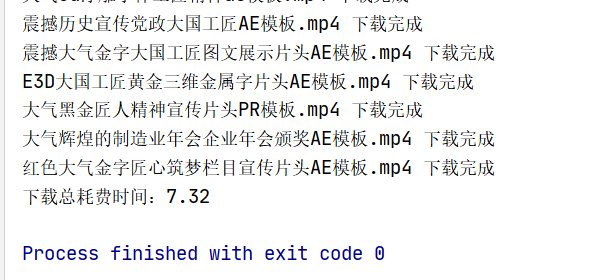 震撼历史宣传党政大国工匠AE模板.mp4 下载完成
震撼大气金字大国工匠图文展示片头AE模板.mp4 下载完成
E3D大国工匠黄金三维金属字片头AE模板.mp4 下载完成
大气黑金匠人精神宣传片头PR模板.mp4 下载完成
大气辉煌的制造业年会企业年会颁奖AE模板.mp4 下载完成
红色大气金字匠心筑梦栏目宣传片头AE模板.mp4 下载完成
下载总耗费时间：7.32
Process finished with exit code 0